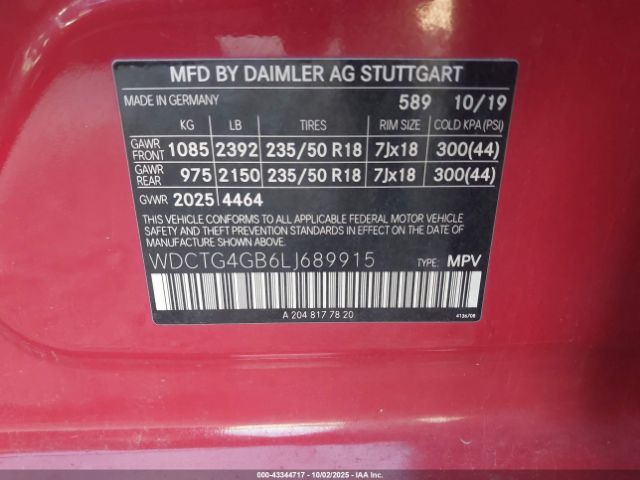 MFD BY DAIMLER AG STUTTGART
MADE IN GERMANY 589 10/19
KG LB TIRES RIM SIZE COLD KPA(PSI)
GAWR FRONT 1085 2392 235/50 R18 7Jx18 300(44)
GAWR REAR 975 2150 235/50 R18 7Jx18 300(44)
GVWR 2025 4464
THIS VEHICLE CONFORMS TO ALL APPLICABLE FEDERAL MOTOR VEHICLE
SAFETY AND THEFT PREVENTION STANDARDS IN
EFFECT ON THE DATE OF MANUFACTURE SHOWN ABOVE.
WDCTG4GB6LJ689915 TYPE: MPV
A 204 817 78 20 4136/08
000-43344717 - 10/02/2025 - IAAI.COM